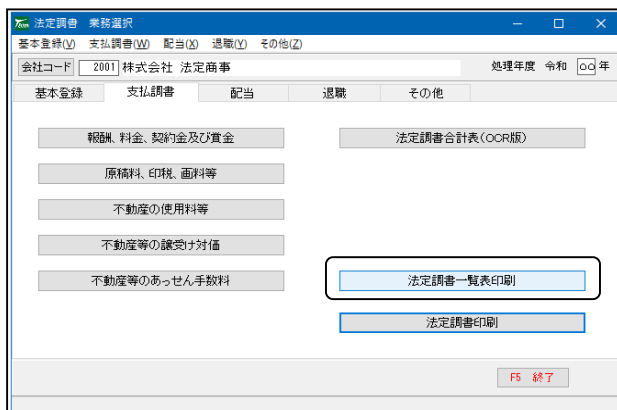 法定調書 業務選択
基本登録(V) 支払調書(W) 配当(X) 退職(Y) その他(Z)
会社コード 2001 株式会社 法定商事 処理年度 令和 ○○ 年
基本登録 支払調書 配当 退職 その他
報酬、料金、契約金及び賞金 法定調書合計表(OCR版)
原稿料、印税、画料等
不動産の使用料等
不動産等の譲受け対価
不動産等のあっせん手数料 法定調書一覧表印刷
法定調書印刷
F5 終了